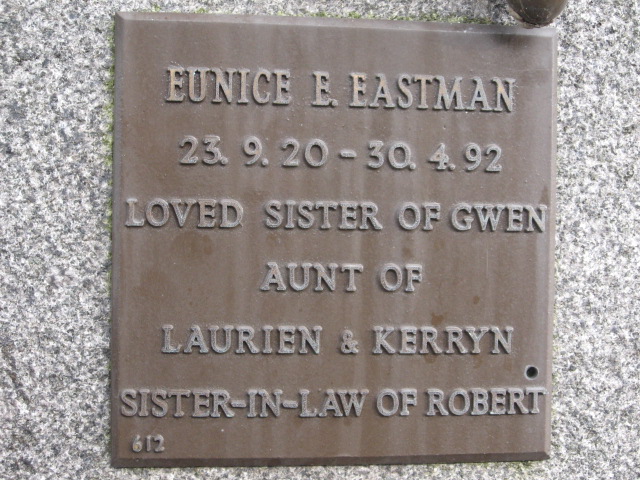 EUNICE E. EASTMAN
23. 9. 20 - 30. 4. 92
LOVED SISTER OF GWEN
AUNT OF
LAURIEN & KERRYN
SISTER-IN-LAW OF ROBERT
612